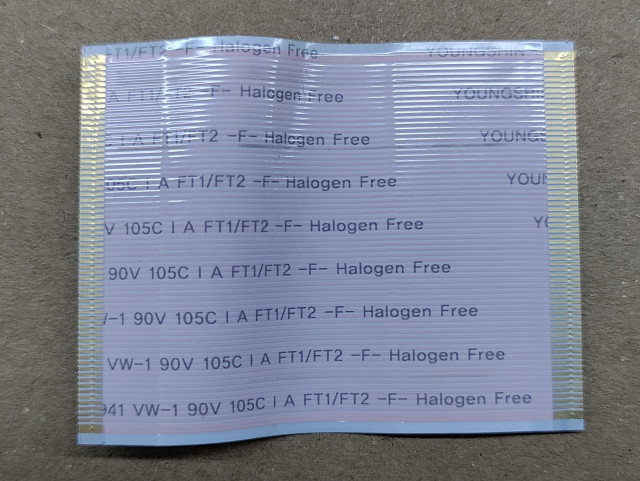 FT1/FT2 -F- Halogen Free YOUNGSHIN
A FT1/FT2 -F- Halogen Free YOUNGSHI
I A FT1/FT2 -F- Halogen Free YOUNGS
105C I A FT1/FT2 -F- Halogen Free YOUN
V 105C I A FT1/FT2 -F- Halogen Free YO
90V 105C I A FT1/FT2 -F- Halogen Free
-1 90V 105C I A FT1/FT2 -F- Halogen Free
VW-1 90V 105C I A FT1/FT2 -F- Halogen Free
941 VW-1 90V 105C I A FT1/FT2 -F- Halogen Free